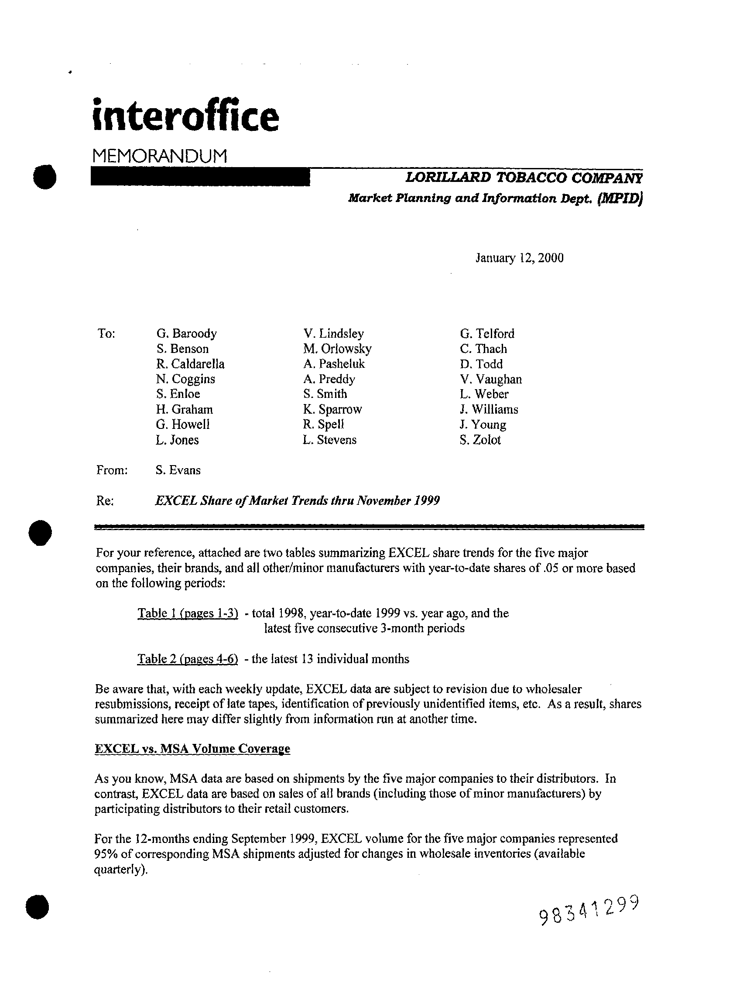 interoffice
MEMORANDUM
LORILLARD TOBACCO COMPANY
Market Planning and Information Dept. (MPID)
January 12, 2000
To: G. Baroody V. Lindsley G. Telford
S. Benson M. Orlowsky C. Thach
R. Caldarella A. Pasheluk D. Todd
N. Coggins A. Preddy V. Vaughan
S. Enloe S. Smith L. Weber
H. Graham K. Sparrow J. Williams
G. Howell R. Spell J. Young
L. Jones L. Stevens S. Zolot
From: S. Evans
Re: EXCEL Share of Market Trends thru November 1999
For your reference, attached are two tables summarizing EXCEL share trends for the five major
companies, their brands, and all other/minor manufacturers with year-to-date shares of .05 or more based
on the following periods:
Table 1 (pages 1-3) - total 1998, year-to-date 1999 vs. year ago, and the
latest five consecutive 3-month periods
Table 2 (pages 4-6) - the latest 13 individual months
Be aware that, with each weekly update, EXCEL data are subject to revision due to wholesaler
resubmissions, receipt of late tapes, identification of previously unidentified items, etc. As a result, shares
summarized here may differ slightly from information run at another time.
EXCEL vs. MSA Volume Coverage
As you know, MSA data are based on shipments by the five major companies to their distributors. In
contrast, EXCEL data are based on sales of all brands (including those of minor manufacturers) by
participating distributors to their retail customers.
For the 12-months ending September 1999, EXCEL volume for the five major companies represented
95% of corresponding MSA shipments adjusted for changes in wholesale inventories (available
quarterly).
98341299